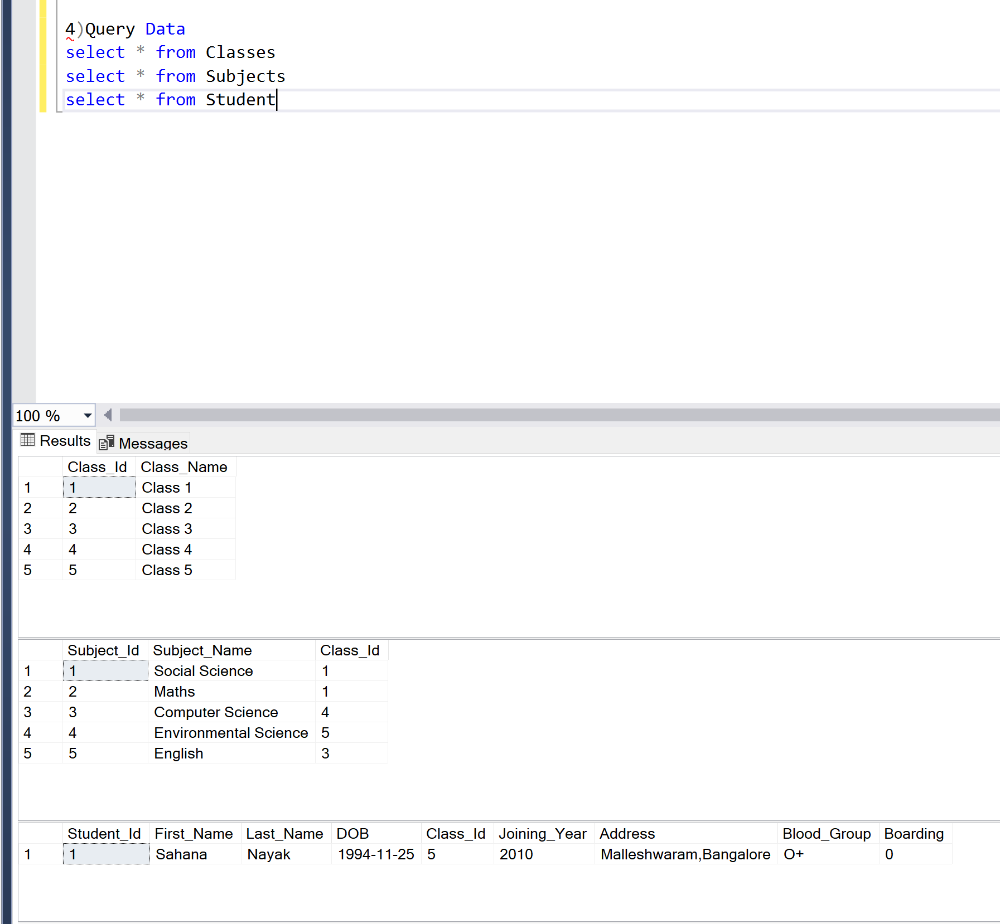 4)Query Data
select * from Classes
select * from Subjects
select * from Student
100 %
Results Messages
Class_Id Class_Name
1 1 Class 1
2 2 Class 2
3 3 Class 3
4 4 Class 4
5 5 Class 5
Subject_Id Subject_Name Class_Id
1 1 Social Science 1
2 2 Maths 1
3 3 Computer Science 4
4 4 Environmental Science 5
5 5 English 3
Student_Id First_Name Last_Name DOB Class_Id Joining_Year Address Blood_Group Boarding
1 1 Sahana Nayak 1994-11-25 5 2010 Malleshwaram,Bangalore O+ 0